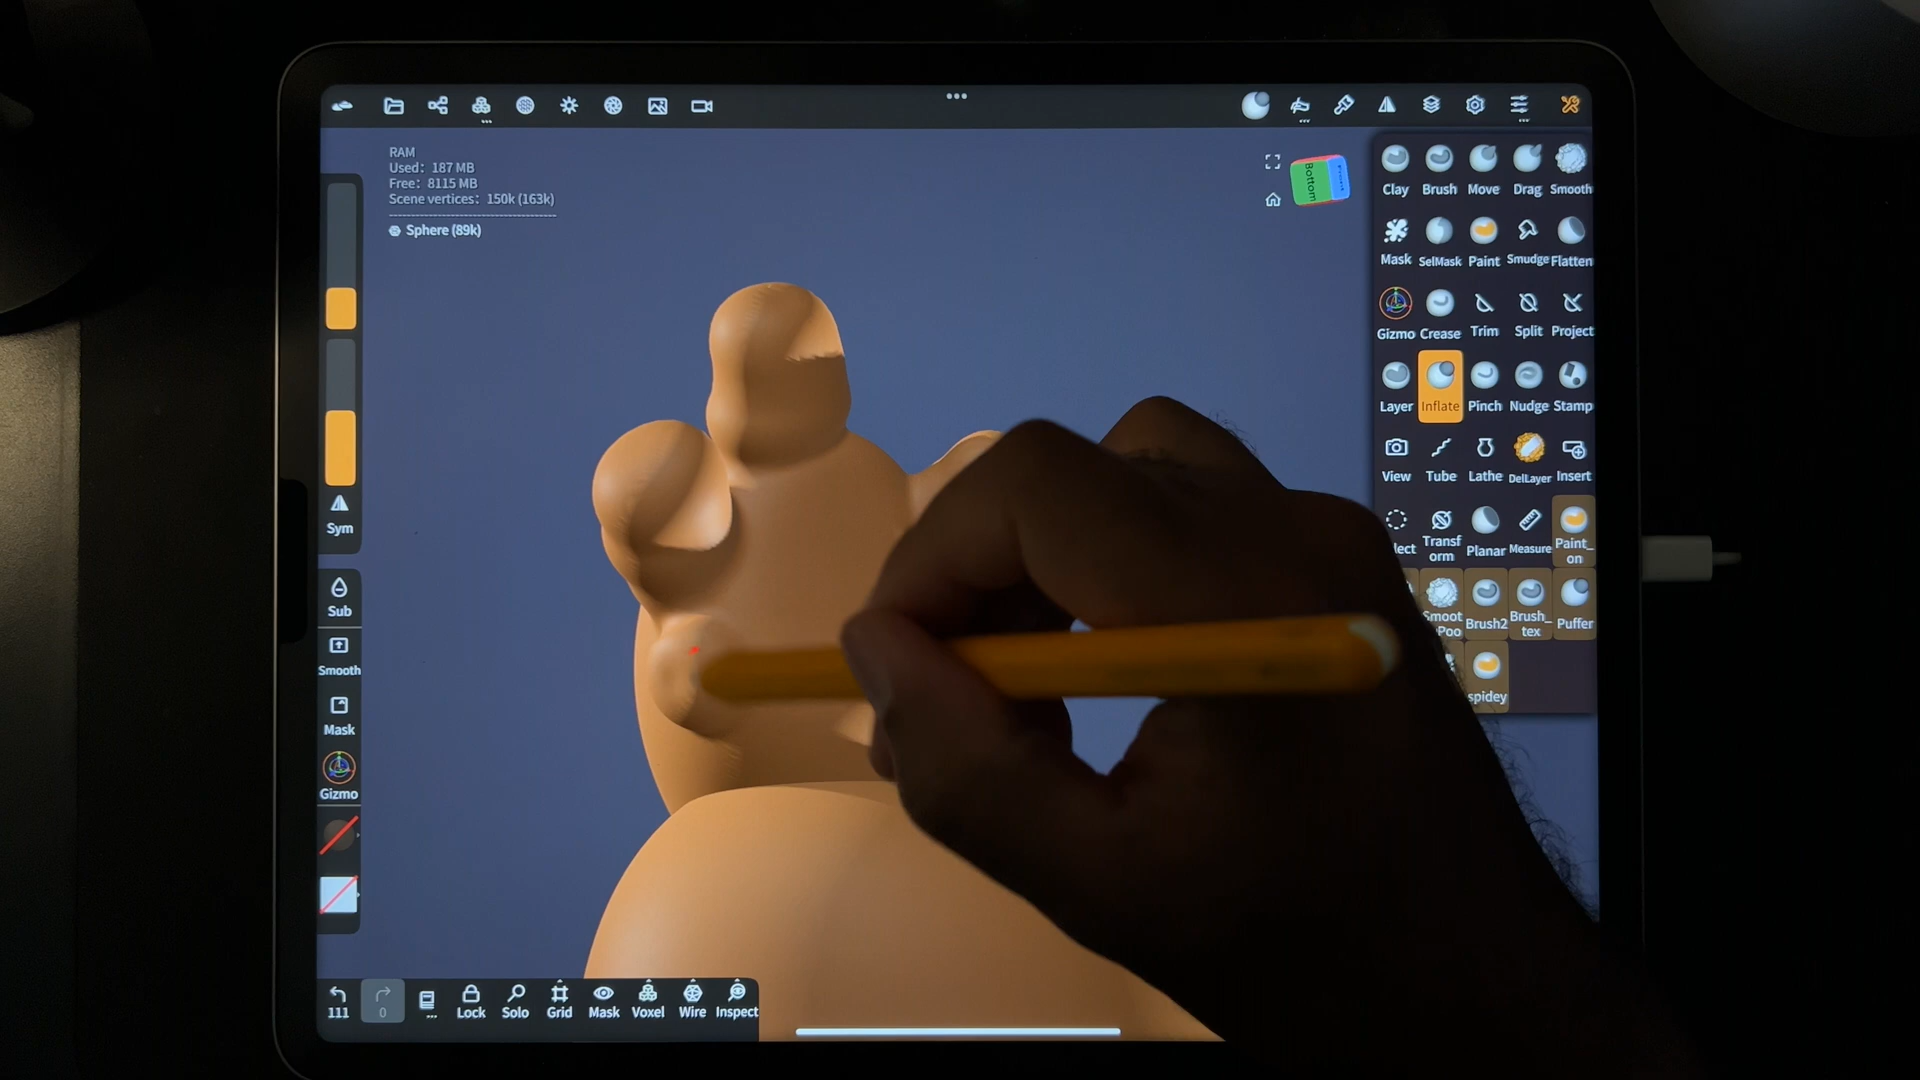 RAM
Used: 187 MB
Free: 8115 MB
Scene vertices: 150k (163k)
Sphere (89k)
Bottom
Clay Brush Move Drag Smooth
Mask SelMask Paint Smudge Flatten
Gizmo Crease Trim Split Project
Layer Inflate Pinch Nudge Stamp
View Tube Lathe DelLayer Insert
lect Transf
orm Planar Measure Paint_
on
Smoot
Poo Brush2 Brush_
tex Puffer
spidey
Sym
Sub
Smooth
Mask
Gizmo
111 0 Lock Solo Grid Mask Voxel Wire Inspect